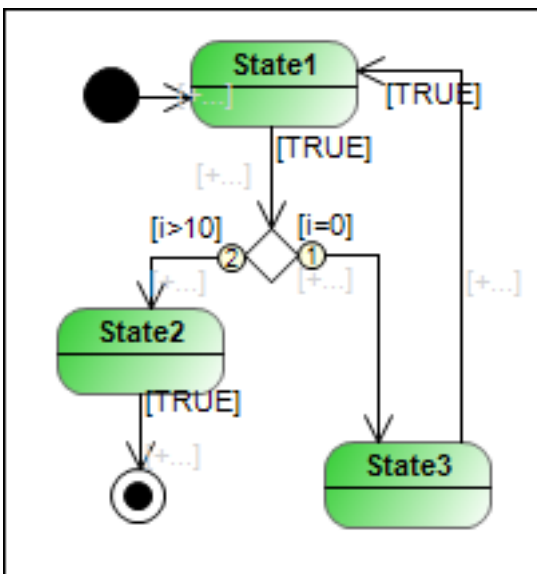 State1
[+...]
[TRUE]
[TRUE]
[+...]
[i>10]
[i=0]
2
1
[+...]
[+...]
[+...]
State2
[TRUE]
[+...]
State3